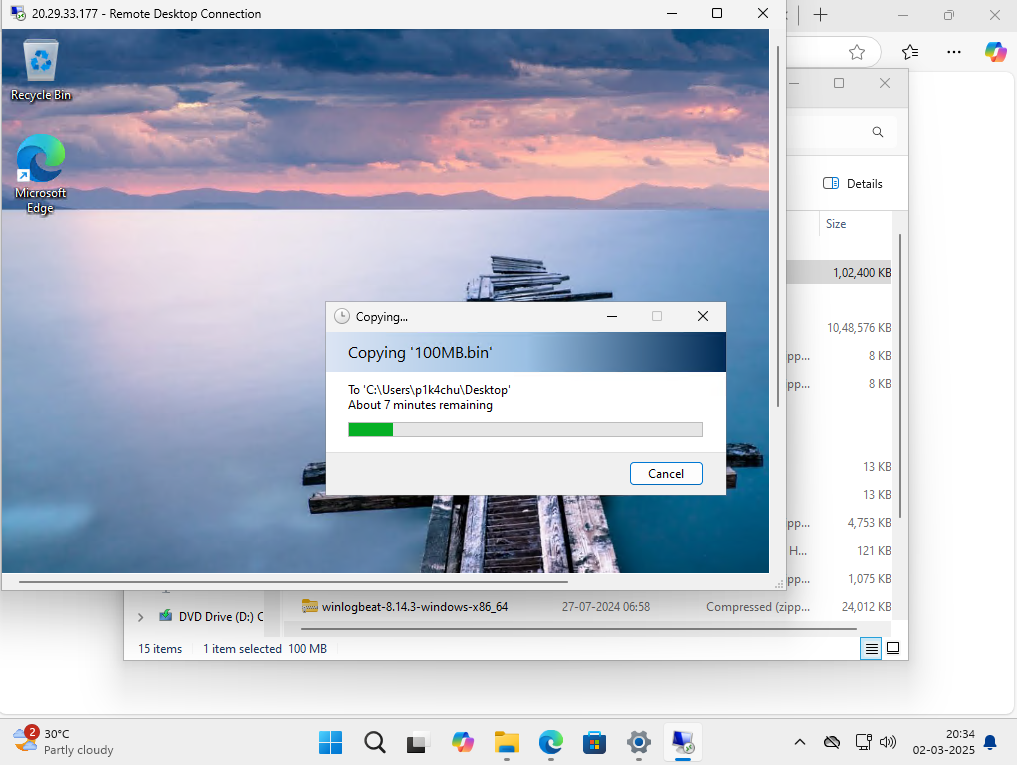 20.29.33.177 - Remote Desktop Connection
Recycle Bin
Microsoft
Edge
Details
Size
1,02,400 KB
10,48,576 KB
pp... 8 KB
pp... 8 KB
Copying...
Copying '100MB.bin'
To 'C:\Users\p1k4chu\Desktop'
About 7 minutes remaining
Cancel
13 KB
13 KB
pp... 4,753 KB
H... 121 KB
pp... 1,075 KB
winlogbeat-8.14.3-windows-x86_64 27-07-2024 06:58 Compressed (zipp... 24,012 KB
DVD Drive (D:) C
15 items 1 item selected 100 MB
2
30°C
Partly cloudy
20:34
02-03-2025